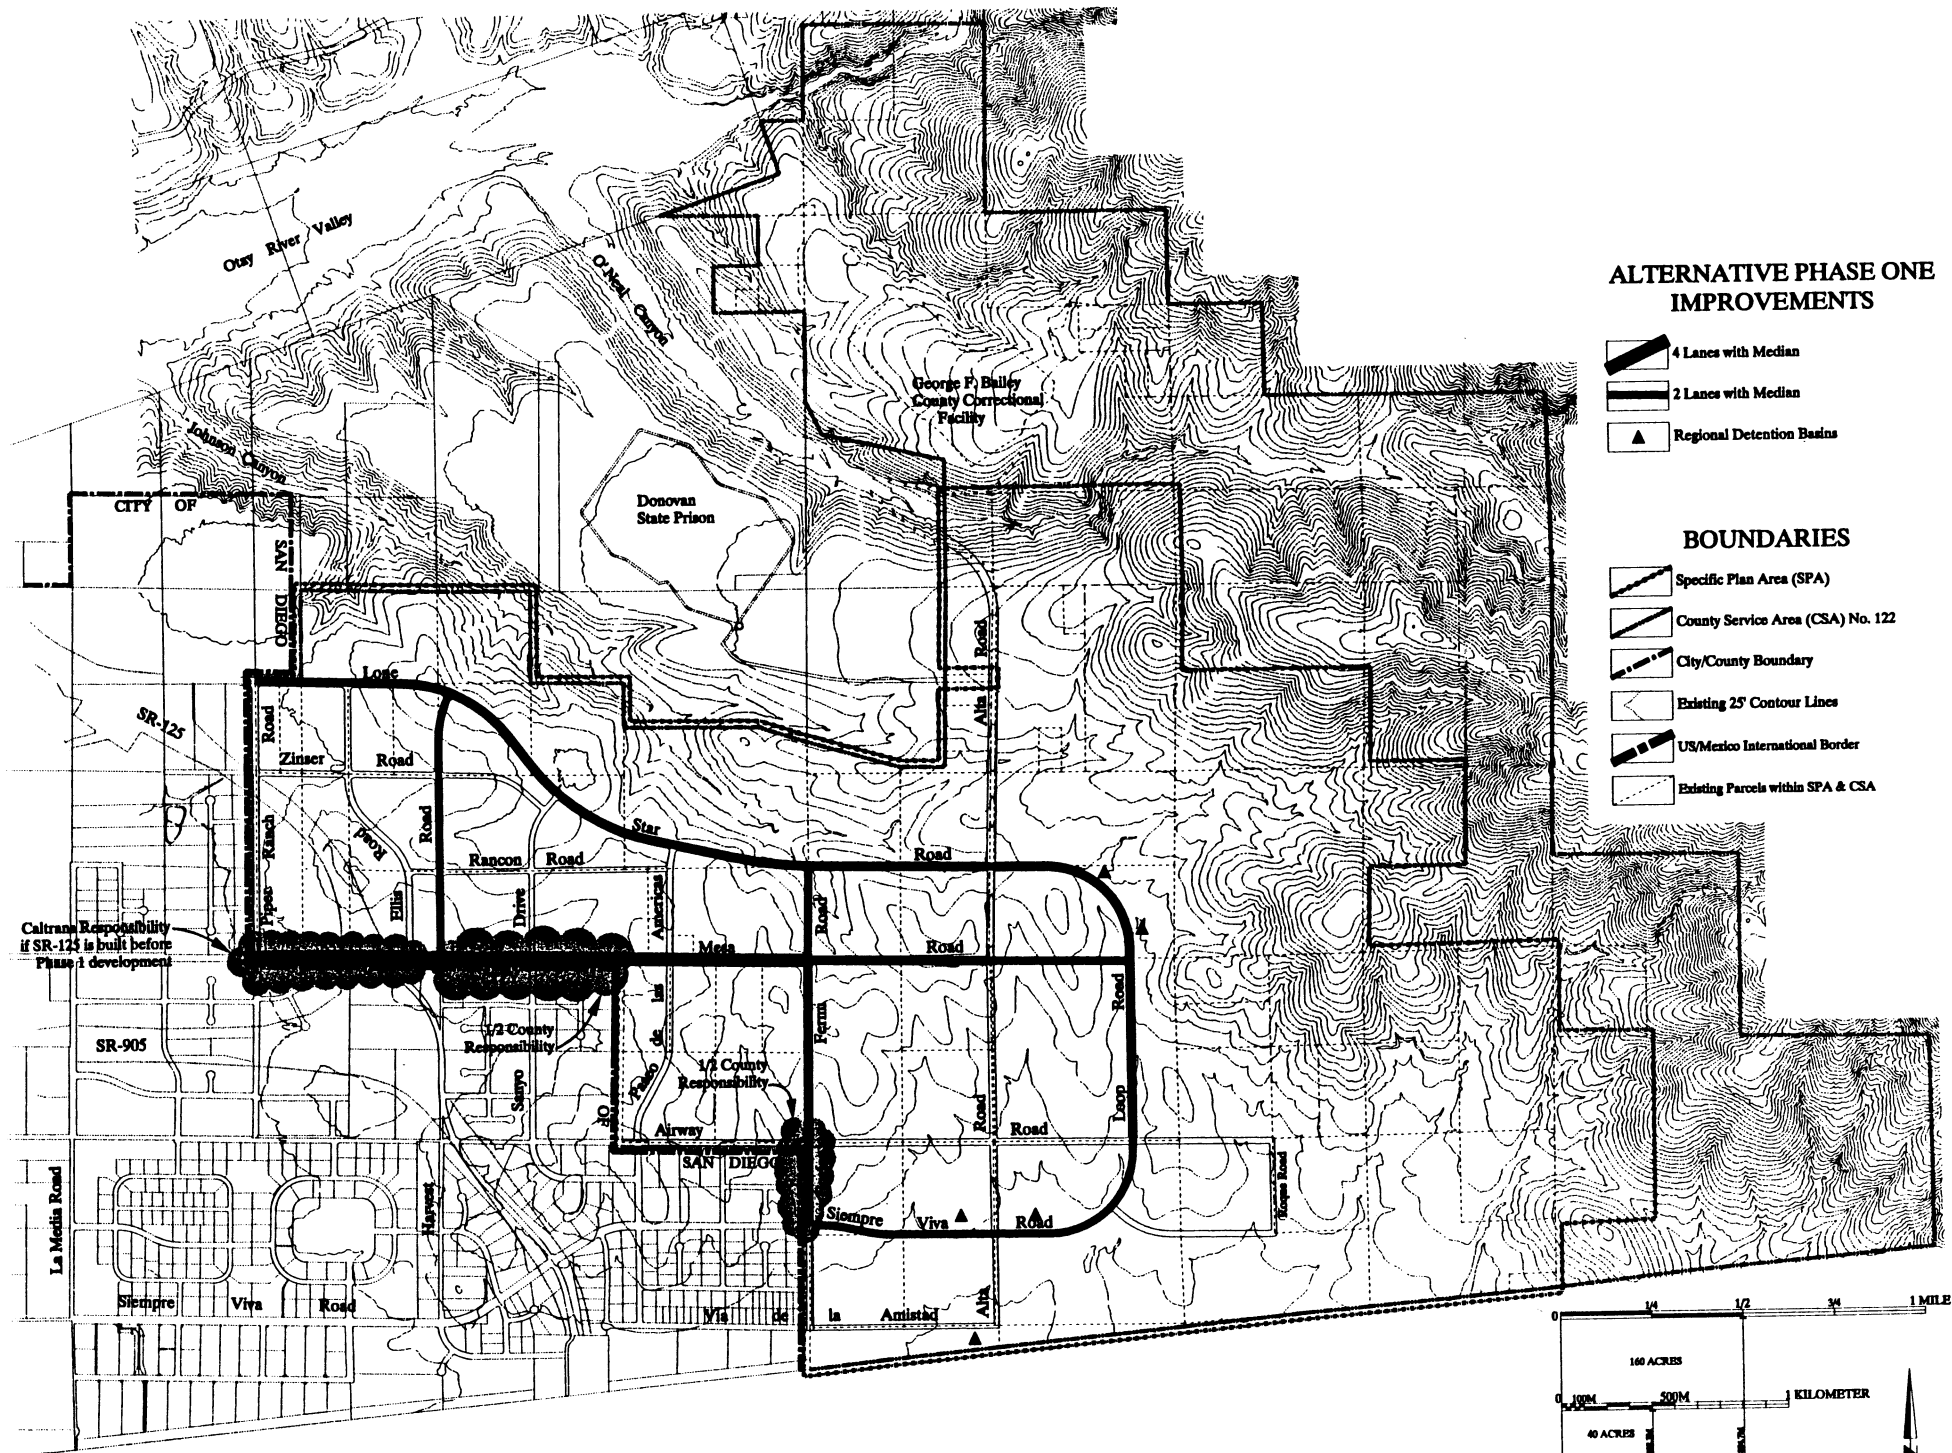 ALTERNATIVE PHASE ONE
IMPROVEMENTS
4 Lanes with Median
2 Lanes with Median
Regional Detention Basins
BOUNDARIES
Specific Plan Area (SPA)
County Service Area (CSA) No. 122
City/County Boundary
Existing 25' Contour Lines
US/Mexico International Border
Existing Parcels within SPA & CSA
Otay River Valley
O'Neal Canyon
George F. Bailey
County Correctional
Facility
Johnson Canyon
Donovan
State Prison
CITY OF
SAN DIEGO
Lone
Star
Road
SR-125
Zinser Road
Piper Ranch Road
Road
Road
Ellis
Rancon Road
Drive
Sanyo
Americas
las
de
Paseo
Alta Road
Alta Road
Mesa Road
Road
Ferm
Caltrans Responsibility
if SR-125 is built before
Phase 1 development
1/2 County
Responsibility
1/2 County
Responsibility
SR-905
Loop Road
OF
Airway Road
SAN DIEGO
La Media Road
Harvest
Siempre Viva Road
Siempre Viva Road
Via de la Amistad
Alta
0 1/4 1/2 3/4 1 MILE
160 ACRES
0 100M 500M 1 KILOMETER
40 ACRES